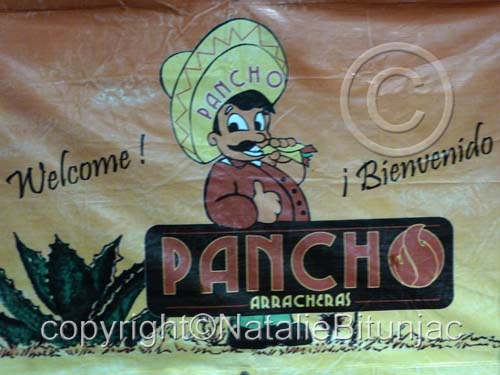 PANCHO
Welcome !
¡ Bienvenido
PANCHO
ARRACHERAS
©
copyright©NatalieBitunjac